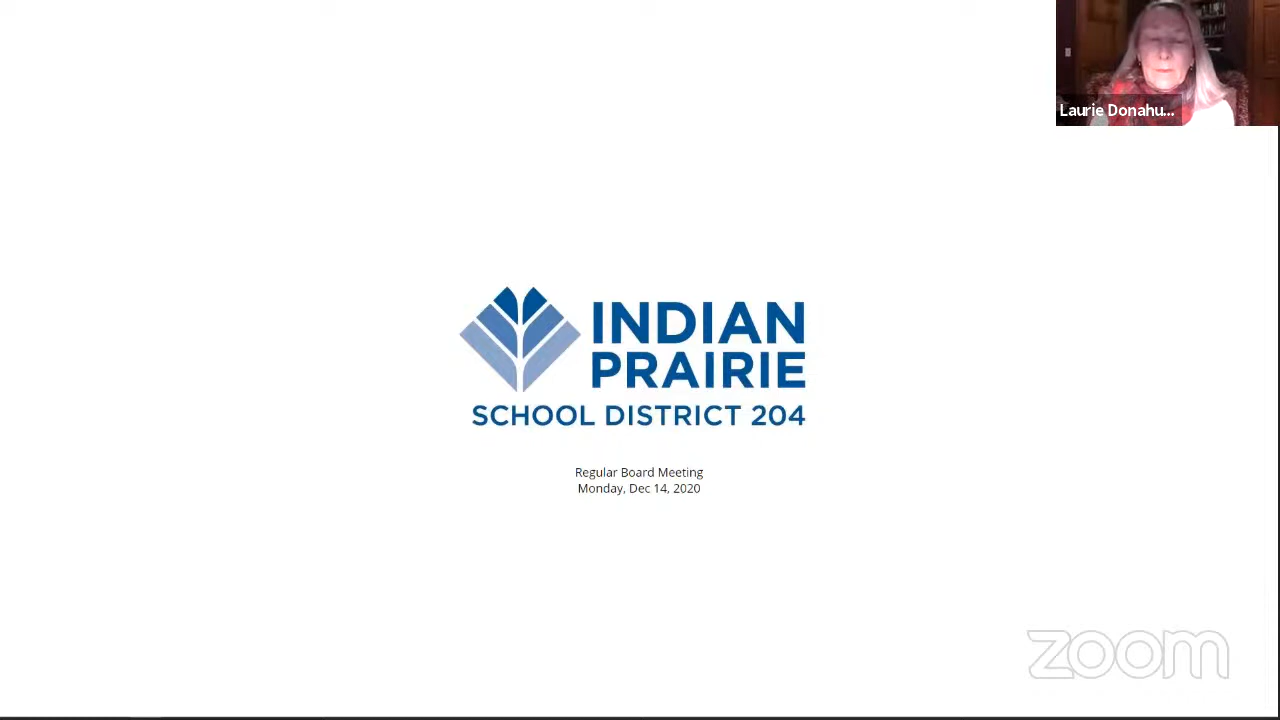 Laurie Donahu...
INDIAN
PRAIRIE
SCHOOL DISTRICT 204
Regular Board Meeting
Monday, Dec 14, 2020
zoom